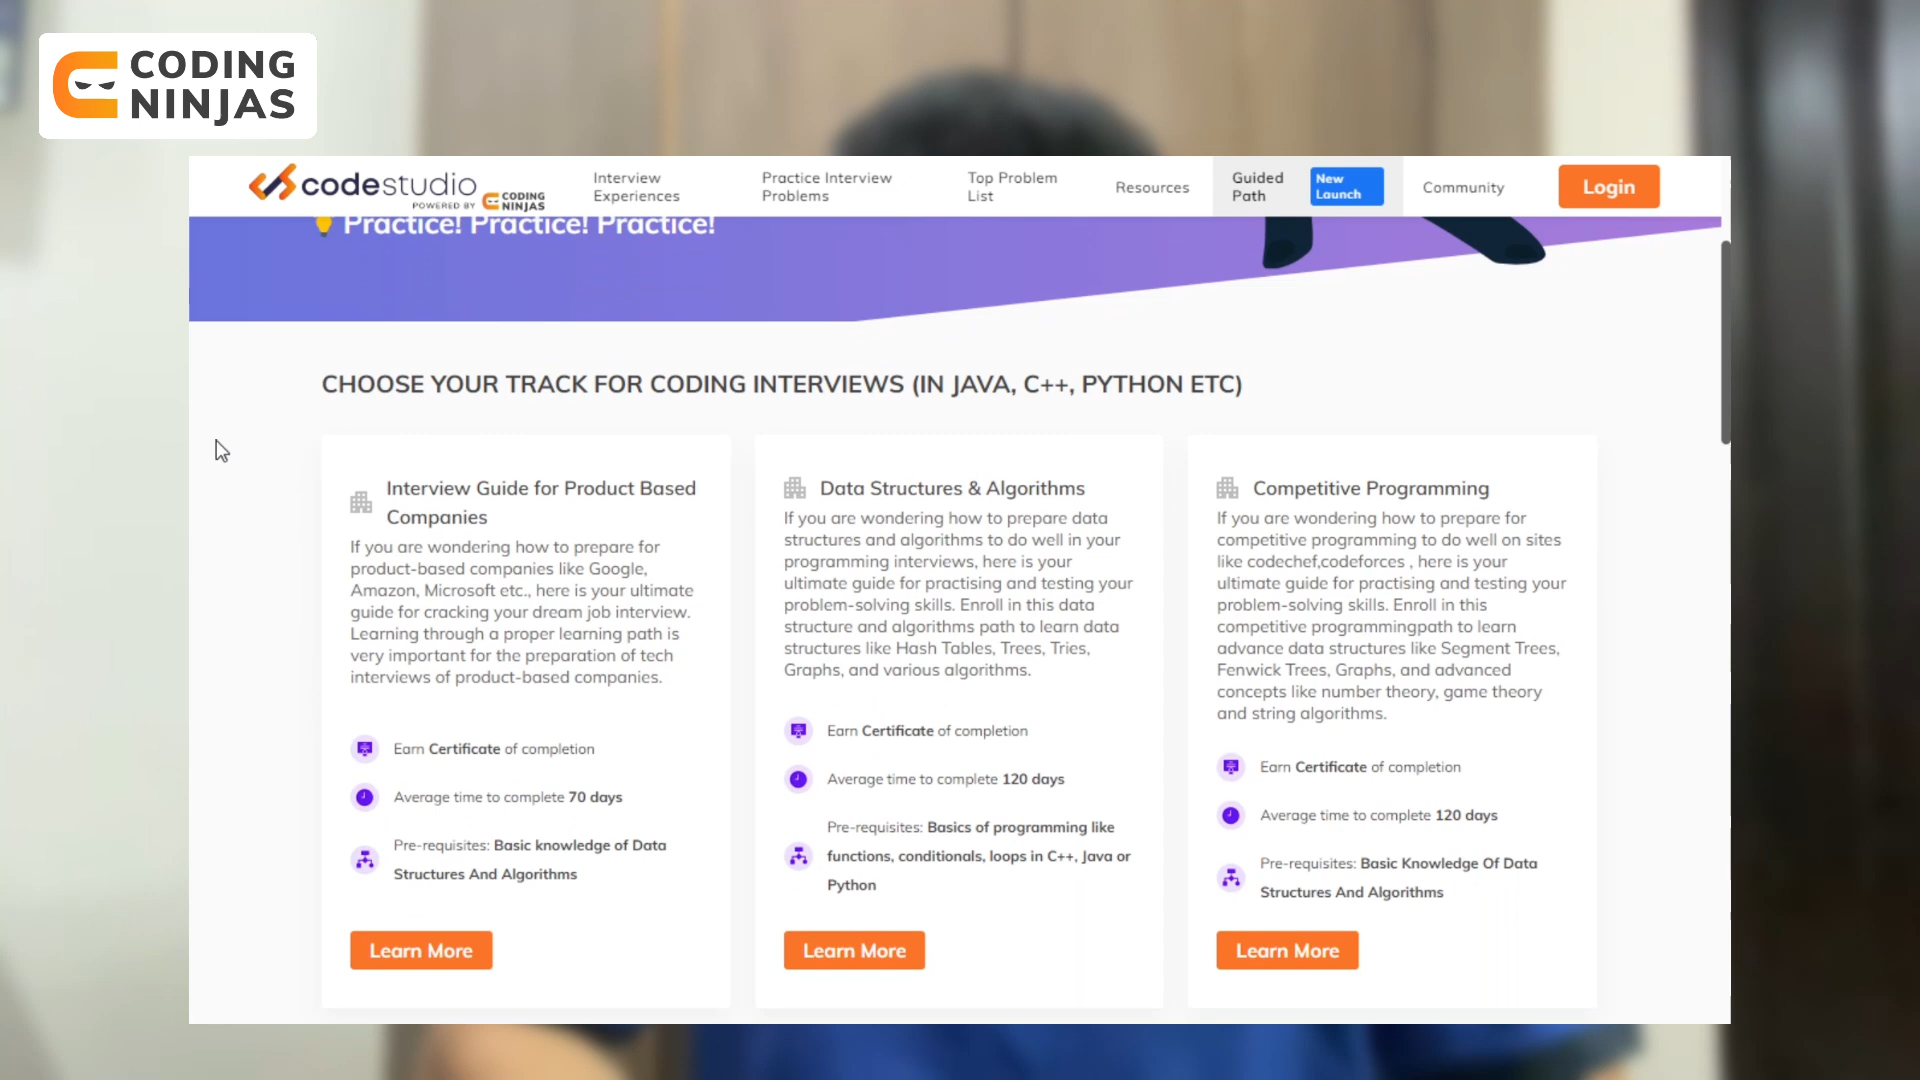 CODING
NINJAS
codestudio
POWERED BY CODING NINJAS
Interview Experiences
Practice Interview Problems
Top Problem List
Resources
Guided Path
New Launch
Community
Login
Practice! Practice! Practice!
CHOOSE YOUR TRACK FOR CODING INTERVIEWS (IN JAVA, C++, PYTHON ETC)
Interview Guide for Product Based
Companies
If you are wondering how to prepare for
product-based companies like Google,
Amazon, Microsoft etc., here is your ultimate
guide for cracking your dream job interview.
Learning through a proper learning path is
very important for the preparation of tech
interviews of product-based companies.
Earn Certificate of completion
Average time to complete 70 days
Pre-requisites: Basic knowledge of Data
Structures And Algorithms
Learn More
Data Structures & Algorithms
If you are wondering how to prepare data
structures and algorithms to do well in your
programming interviews, here is your
ultimate guide for practising and testing your
problem-solving skills. Enroll in this data
structure and algorithms path to learn data
structures like Hash Tables, Trees, Tries,
Graphs, and various algorithms.
Earn Certificate of completion
Average time to complete 120 days
Pre-requisites: Basics of programming like
functions, conditionals, loops in C++, Java or
Python
Learn More
Competitive Programming
If you are wondering how to prepare for
competitive programming to do well on sites
like codechef,codeforces , here is your
ultimate guide for practising and testing your
problem-solving skills. Enroll in this
competitive programmingpath to learn
advance data structures like Segment Trees,
Fenwick Trees, Graphs, and advanced
concepts like number theory, game theory
and string algorithms.
Earn Certificate of completion
Average time to complete 120 days
Pre-requisites: Basic Knowledge Of Data
Structures And Algorithms
Learn More